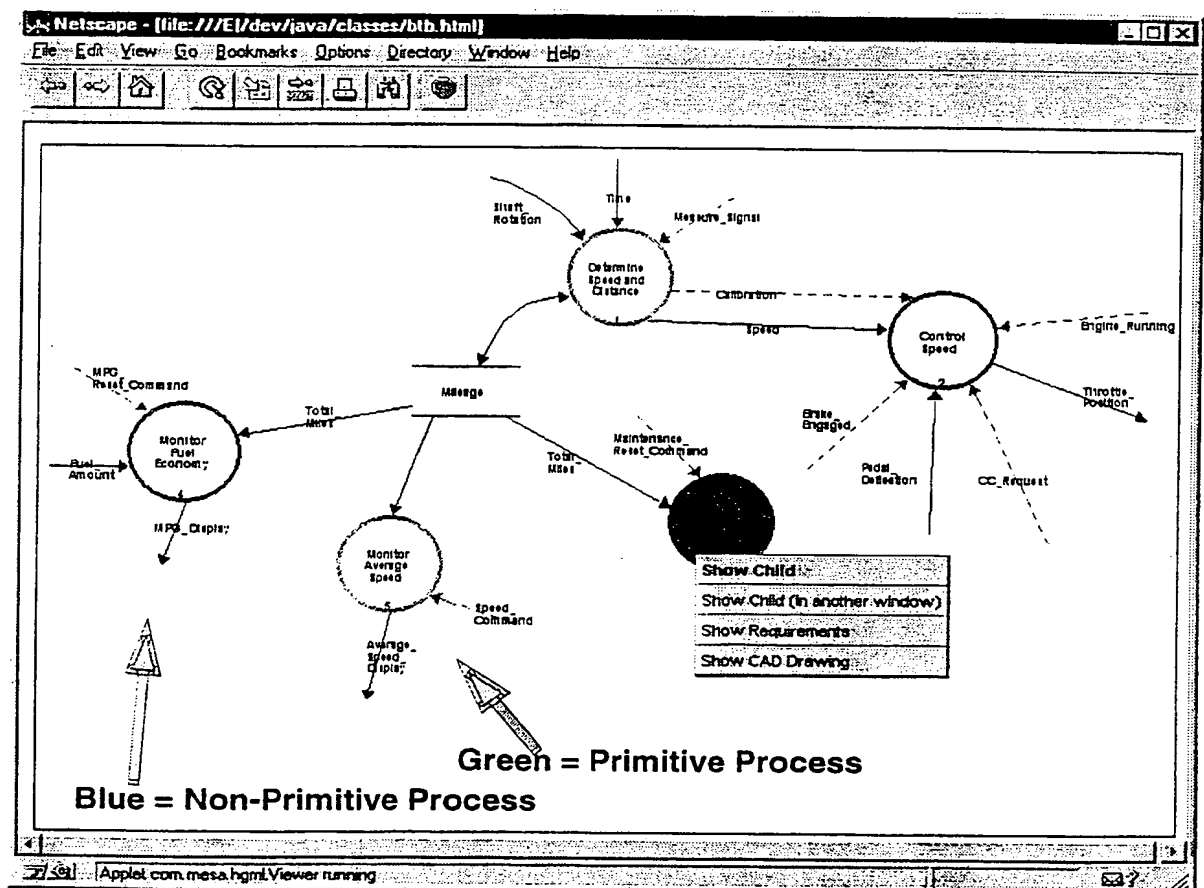 Netscape - [file:///E|/dev/java/classes/btb.html]
File Edit View Go Bookmarks Options Directory Window Help
Shaft_
Rotation
Time
Measure_Signal
Determine
Speed and
Distance
1
Calibration
Speed
Control
Speed
2
Engine_Running
Throttle_
Position
Mileage
MPG_
Reset_Command
Total_
Miles
Monitor
Fuel
Economy
4
Fuel_
Amount
MPG_Display
Maintenance_
Reset_Command
Total_
Miles
Brake_
Engaged
Pedal_
Deflection
CC_Request
Monitor
Average
Speed
5
Speed_
Command
Average_
Speed_
Display
Show Child
Show Child (in another window)
Show Requirements
Show CAD Drawing
Green = Primitive Process
Blue = Non-Primitive Process
Applet com.mesa.hgml.Viewer running